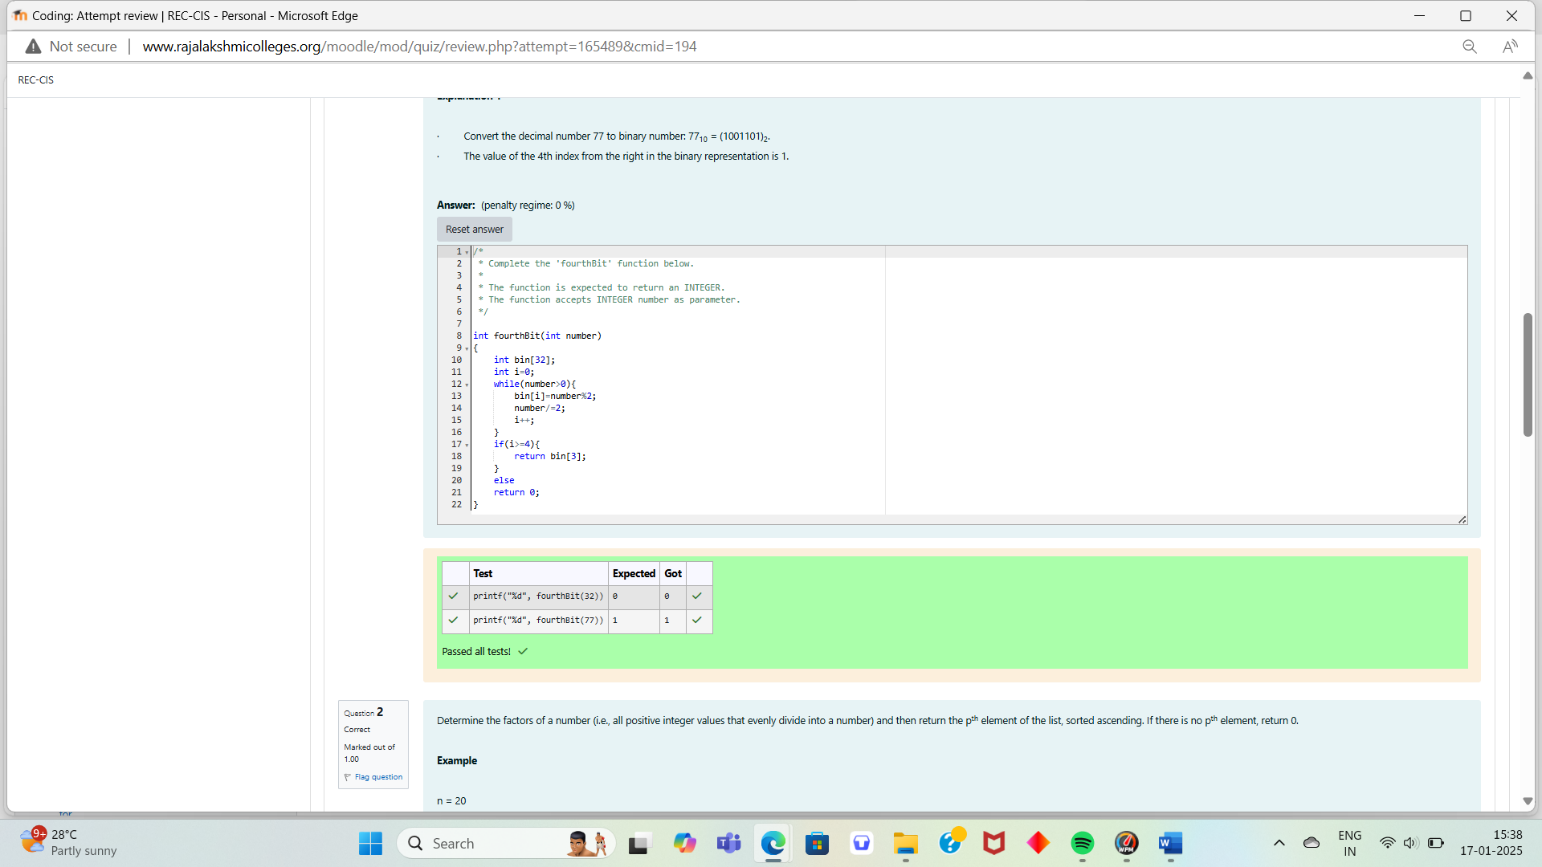 Coding: Attempt review | REC-CIS - Personal - Microsoft Edge
Not secure | www.rajalakshmicolleges.org/moodle/mod/quiz/review.php?attempt=165489&cmid=194
REC-CIS
· Convert the decimal number 77 to binary number: 77₁₀ = (1001101)₂.
· The value of the 4th index from the right in the binary representation is 1.
Answer: (penalty regime: 0 %)
Reset answer
1 /*
2 * Complete the 'fourthBit' function below.
3 *
4 * The function is expected to return an INTEGER.
5 * The function accepts INTEGER number as parameter.
6 */
7
8 int fourthBit(int number)
9 {
10 int bin[32];
11 int i=0;
12 while(number>0){
13 bin[i]=number%2;
14 number/=2;
15 i++;
16 }
17 if(i>=4){
18 return bin[3];
19 }
20 else
21 return 0;
22 }
Test Expected Got
printf("%d", fourthBit(32)) 0 0
printf("%d", fourthBit(77)) 1 1
Passed all tests!
Question 2
Correct
Marked out of
1.00
Flag question
Determine the factors of a number (i.e., all positive integer values that evenly divide into a number) and then return the pᵗʰ element of the list, sorted ascending. If there is no pᵗʰ element, return 0.
Example
n = 20
9+
28°C
Partly sunny
Search
ENG
IN
15:38
17-01-2025